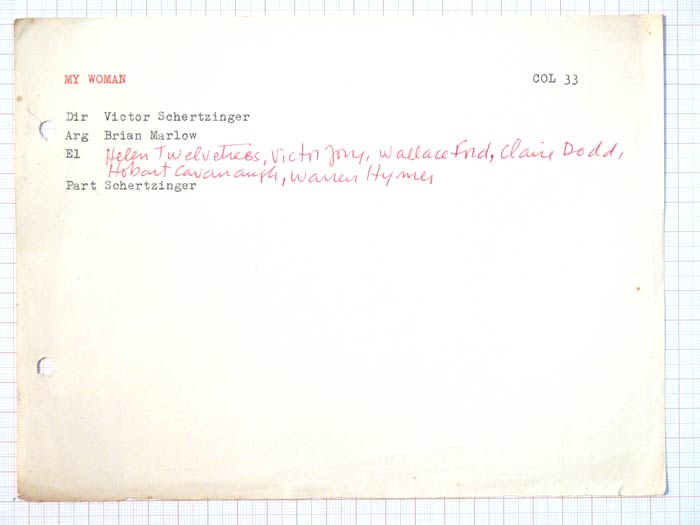 MY WOMAN COL 33
Dir Victor Schertzinger
Arg Brian Marlow
El Helen Twelvetrees, Victor Jory, Wallace Ford, Claire Dodd,
Hobart Cavanaugh, Warren Hymer
Part Schertzinger